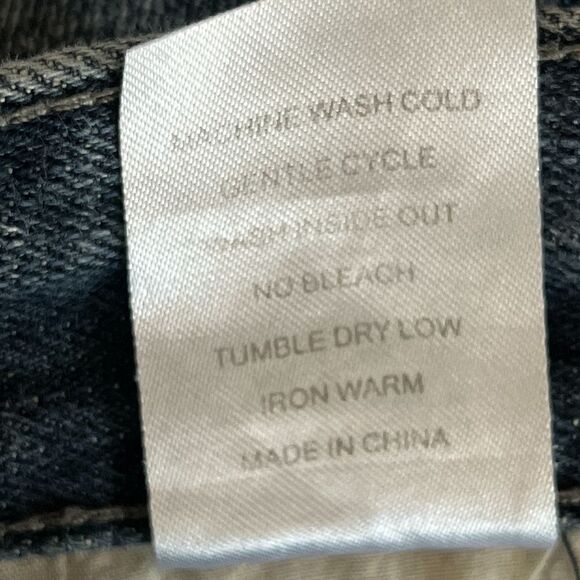 MACHINE WASH COLD
GENTLE CYCLE
WASH INSIDE OUT
NO BLEACH
TUMBLE DRY LOW
IRON WARM
MADE IN CHINA